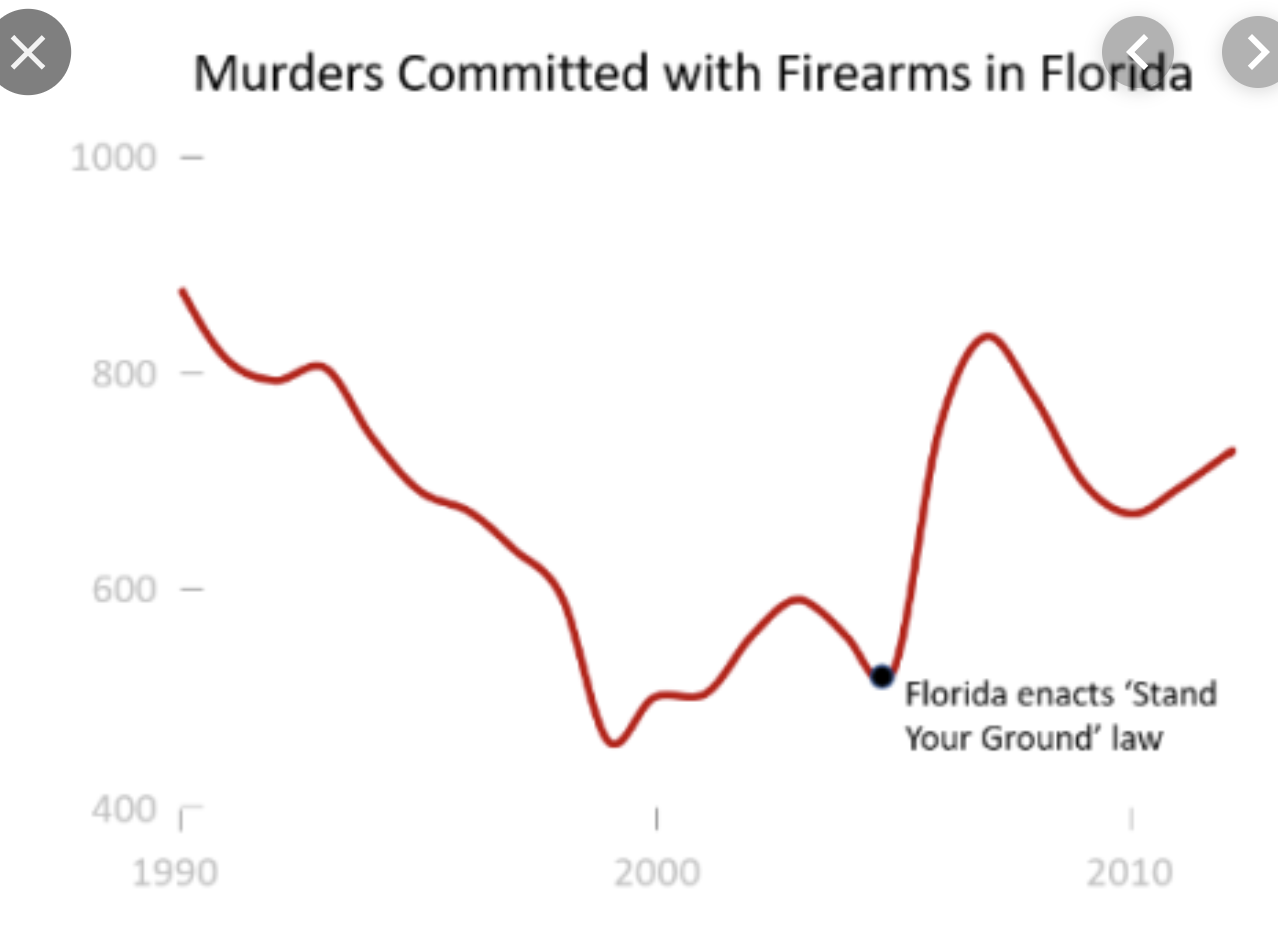 Murders Committed with Firearms in Florida
1000
800
600
Florida enacts ‘Stand
Your Ground’ law
400
1990 2000 2010